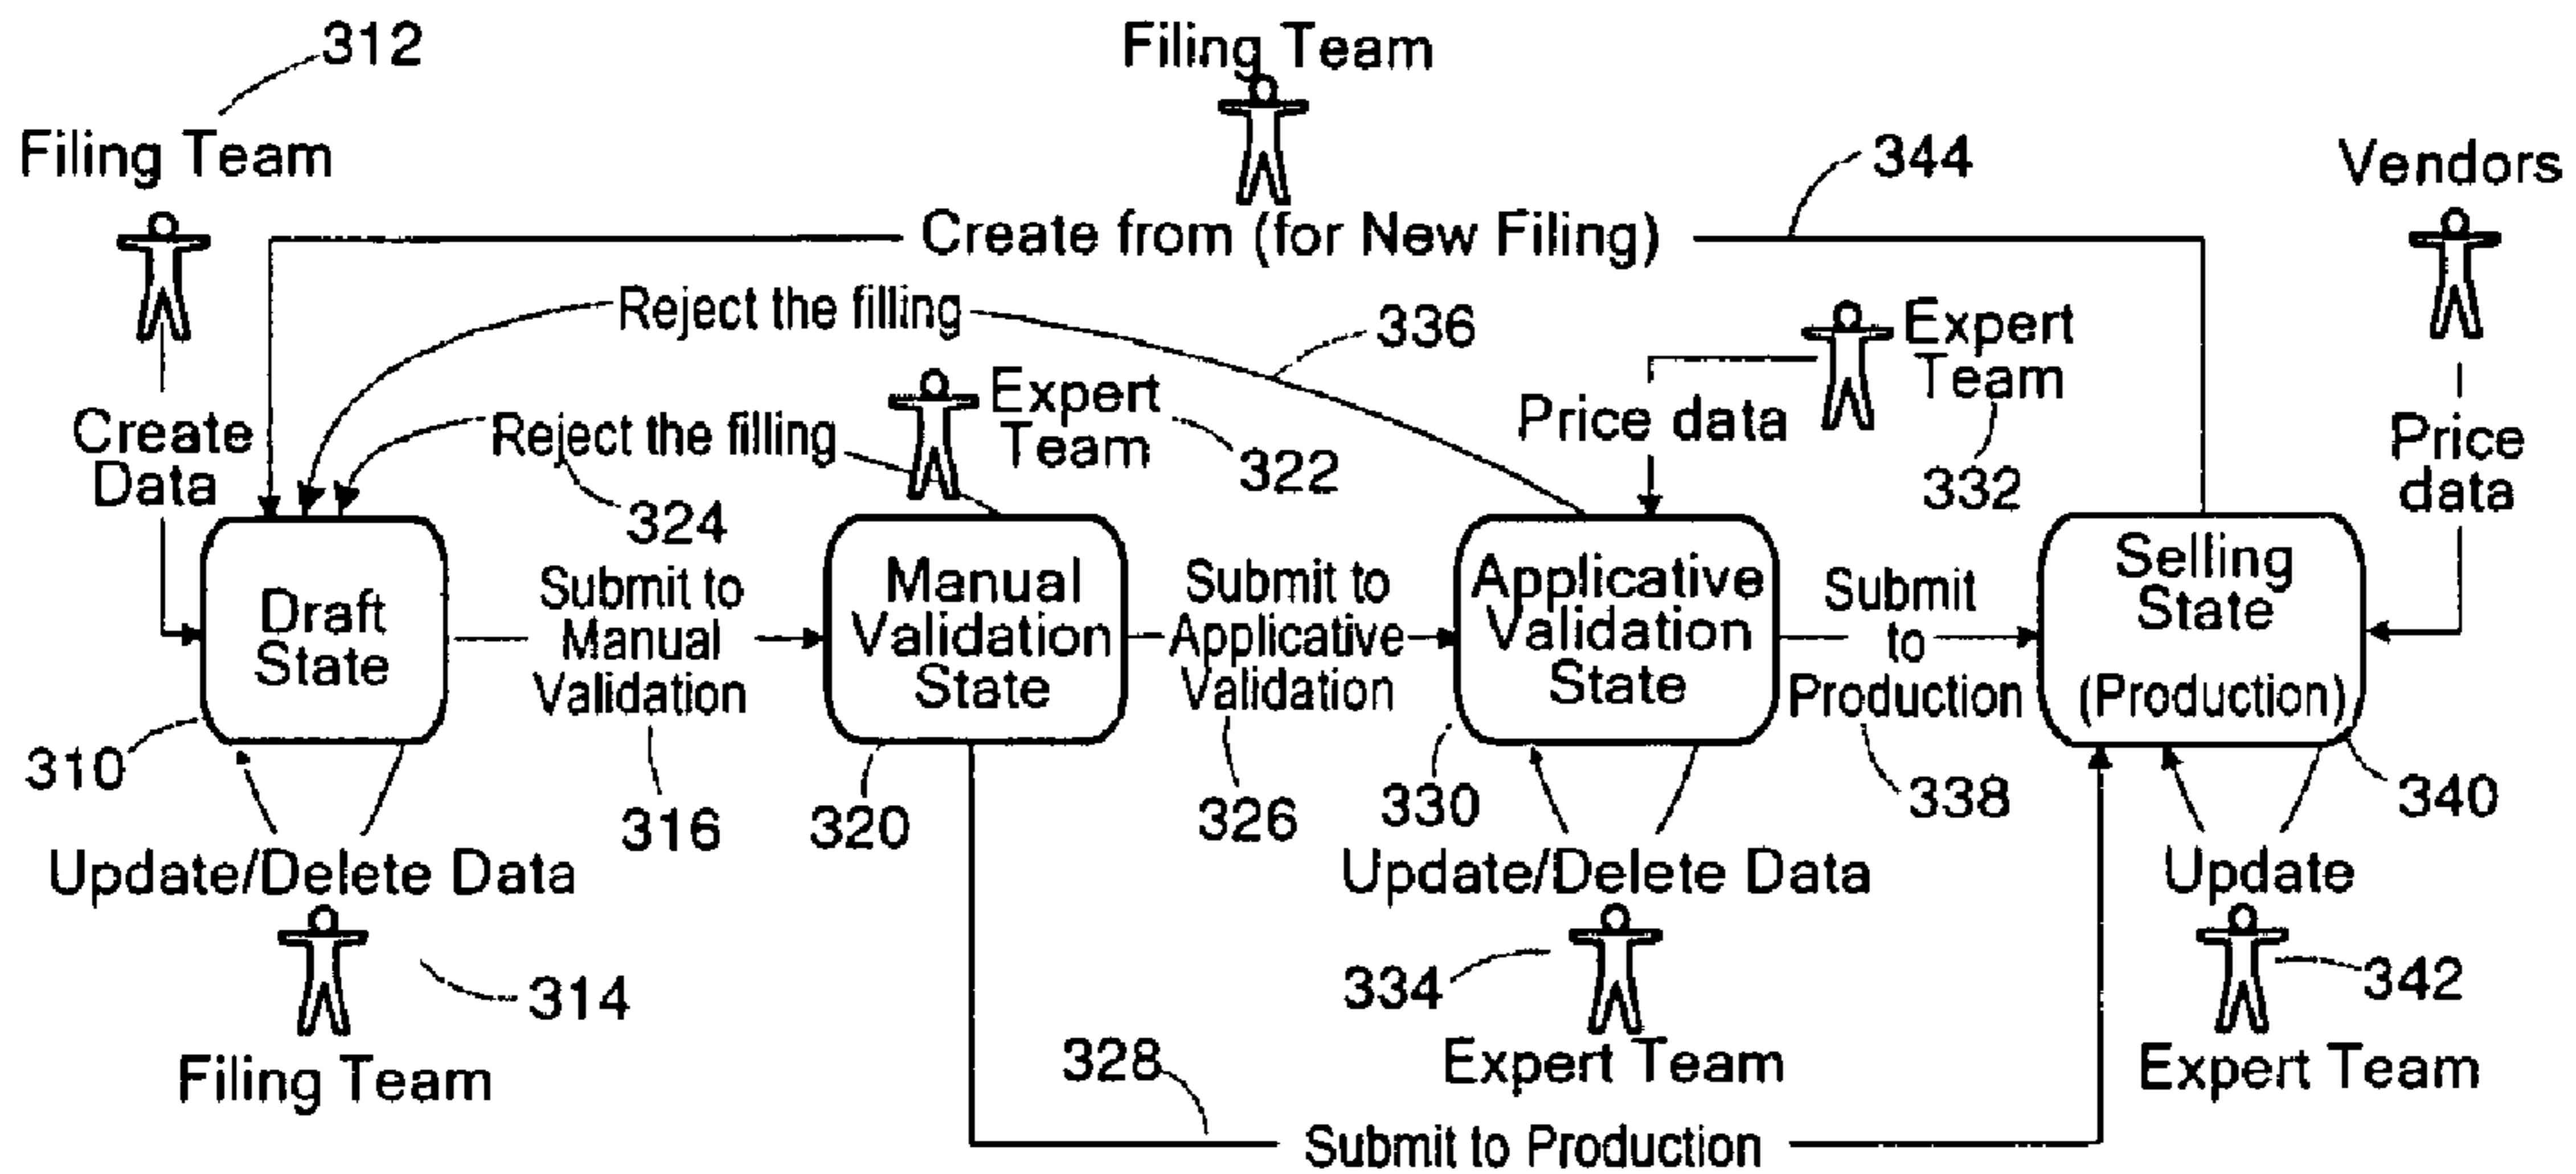 312
Filing Team
Filing Team
344
Vendors
Create from (for New Filing)
Reject the filling
336
Expert
Team
332
Price data
Price
data
Create
Data
Reject the filling
324
Expert
Team
322
Draft
State
310
Submit to
Manual
Validation
316
Manual
Validation
State
320
Submit to
Applicative
Validation
326
Applicative
Validation
State
330
Submit
to
Production
338
Selling
State
(Production)
340
Update/Delete Data
314
Filing Team
Update/Delete Data
334
Expert Team
Update
342
Expert Team
328
Submit to Production